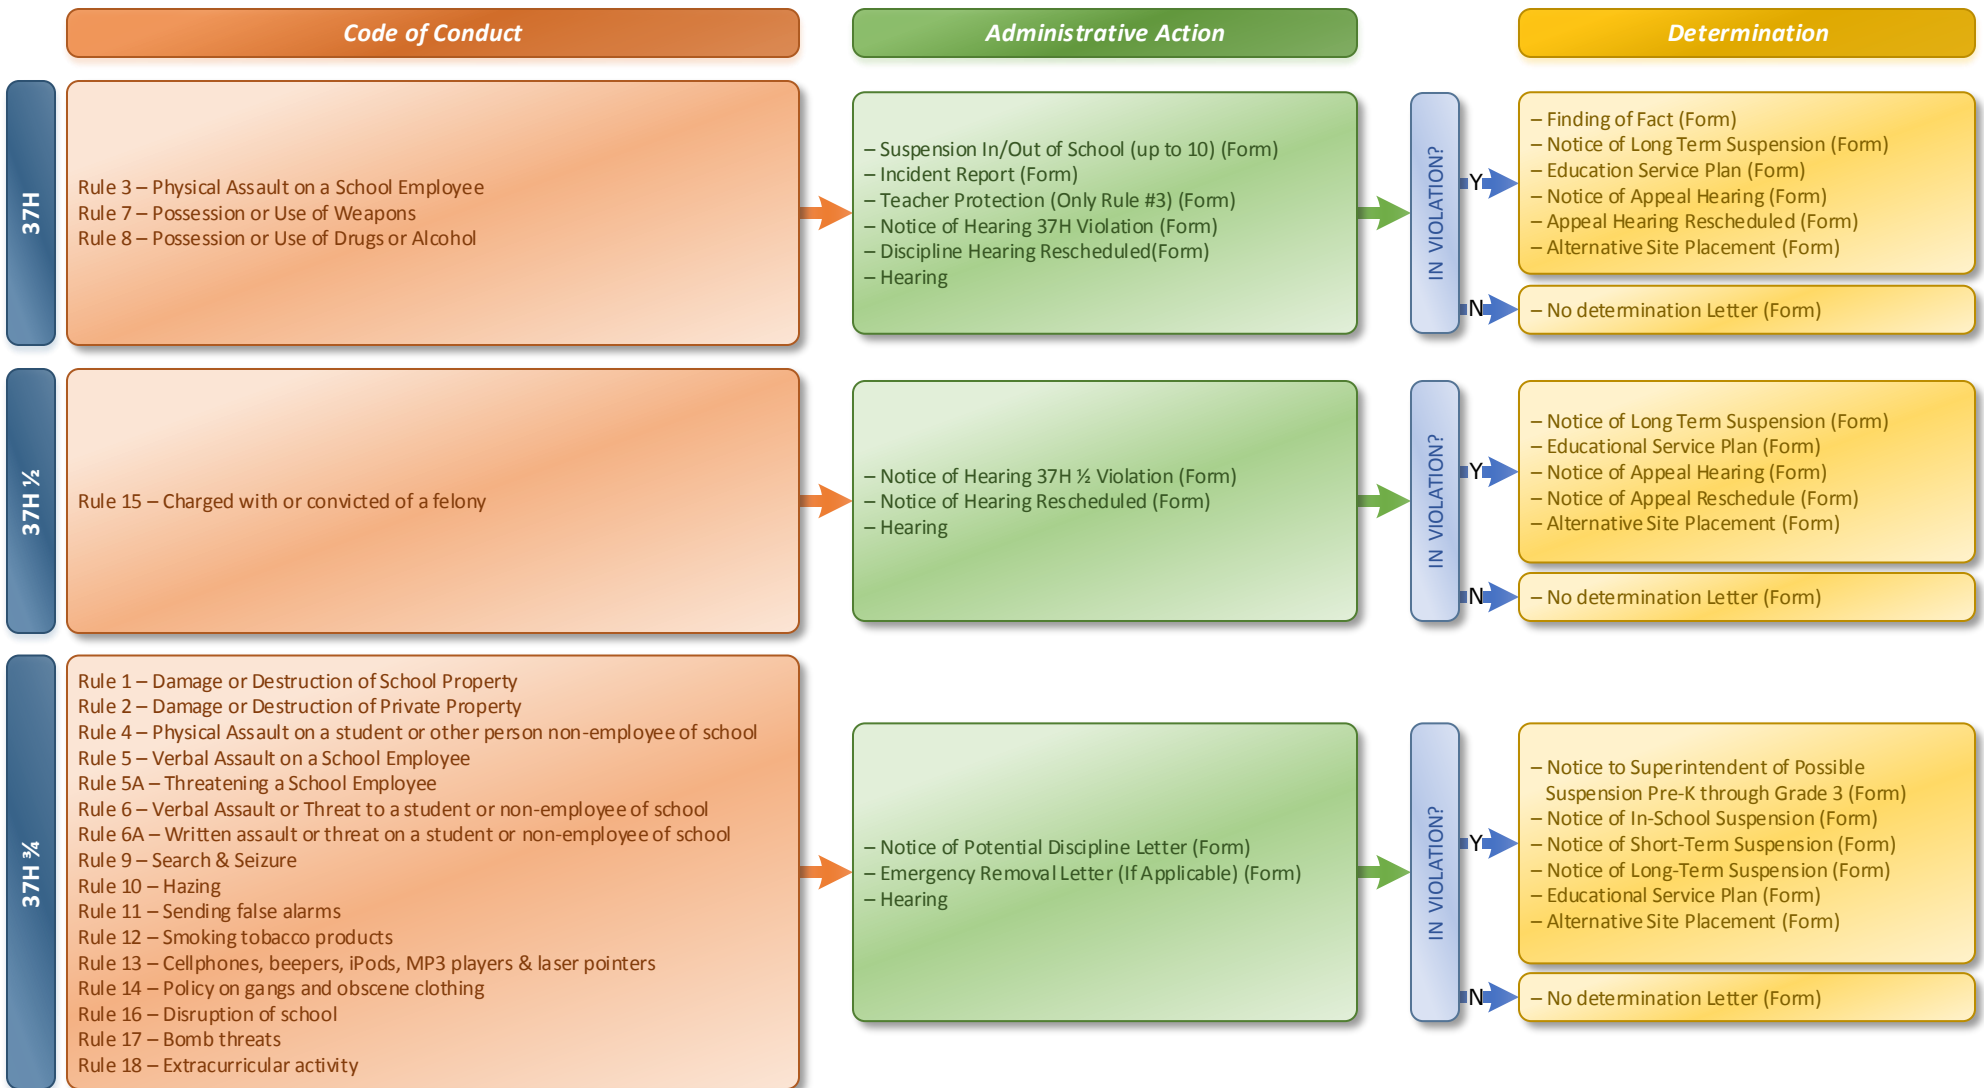 Code of Conduct
Administrative Action
Determination
37H
Rule 3 – Physical Assault on a School Employee
Rule 7 – Possession or Use of Weapons
Rule 8 – Possession or Use of Drugs or Alcohol
– Suspension In/Out of School (up to 10) (Form)
– Incident Report (Form)
– Teacher Protection (Only Rule #3) (Form)
– Notice of Hearing 37H Violation (Form)
– Discipline Hearing Rescheduled(Form)
– Hearing
IN VIOLATION?
Y
– Finding of Fact (Form)
– Notice of Long Term Suspension (Form)
– Education Service Plan (Form)
– Notice of Appeal Hearing (Form)
– Appeal Hearing Rescheduled (Form)
– Alternative Site Placement (Form)
N
– No determination Letter (Form)
37H ½
Rule 15 – Charged with or convicted of a felony
– Notice of Hearing 37H ½ Violation (Form)
– Notice of Hearing Rescheduled (Form)
– Hearing
IN VIOLATION?
Y
– Notice of Long Term Suspension (Form)
– Educational Service Plan (Form)
– Notice of Appeal Hearing (Form)
– Notice of Appeal Reschedule (Form)
– Alternative Site Placement (Form)
N
– No determination Letter (Form)
37H ¾
Rule 1 – Damage or Destruction of School Property
Rule 2 – Damage or Destruction of Private Property
Rule 4 – Physical Assault on a student or other person non-employee of school
Rule 5 – Verbal Assault on a School Employee
Rule 5A – Threatening a School Employee
Rule 6 – Verbal Assault or Threat to a student or non-employee of school
Rule 6A – Written assault or threat on a student or non-employee of school
Rule 9 – Search & Seizure
Rule 10 – Hazing
Rule 11 – Sending false alarms
Rule 12 – Smoking tobacco products
Rule 13 – Cellphones, beepers, iPods, MP3 players & laser pointers
Rule 14 – Policy on gangs and obscene clothing
Rule 16 – Disruption of school
Rule 17 – Bomb threats
Rule 18 – Extracurricular activity
– Notice of Potential Discipline Letter (Form)
– Emergency Removal Letter (If Applicable) (Form)
– Hearing
IN VIOLATION?
Y
– Notice to Superintendent of Possible
Suspension Pre-K through Grade 3 (Form)
– Notice of In-School Suspension (Form)
– Notice of Short-Term Suspension (Form)
– Notice of Long-Term Suspension (Form)
– Educational Service Plan (Form)
– Alternative Site Placement (Form)
N
– No determination Letter (Form)